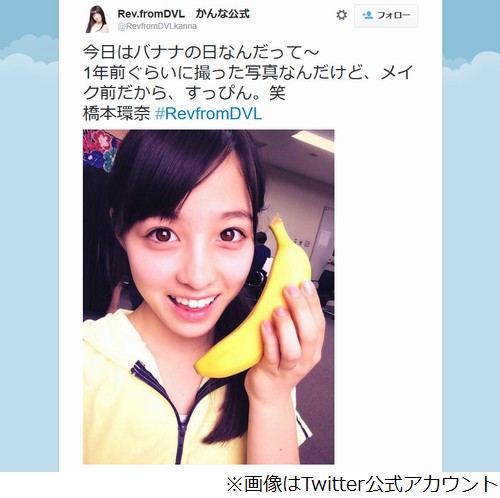 Rev.fromDVL かんな公式
@RevfromDVLkanna
フォロー
今日はバナナの日なんだって〜
1年前ぐらいに撮った写真なんだけど、メイ
ク前だから、すっぴん。笑
橋本環奈 #RevfromDVL
※画像はTwitter公式アカウント